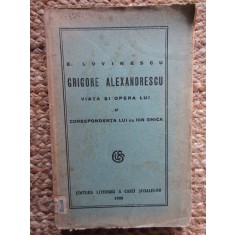 E. LOVINESCU
GRIGORE ALEXANDRESCU
VIAȚA ȘI OPERA LUI
și
CORESPONDENȚA LUI cu ION GHICA
EDITURA LITERARĂ A CASEI ȘCOALELOR